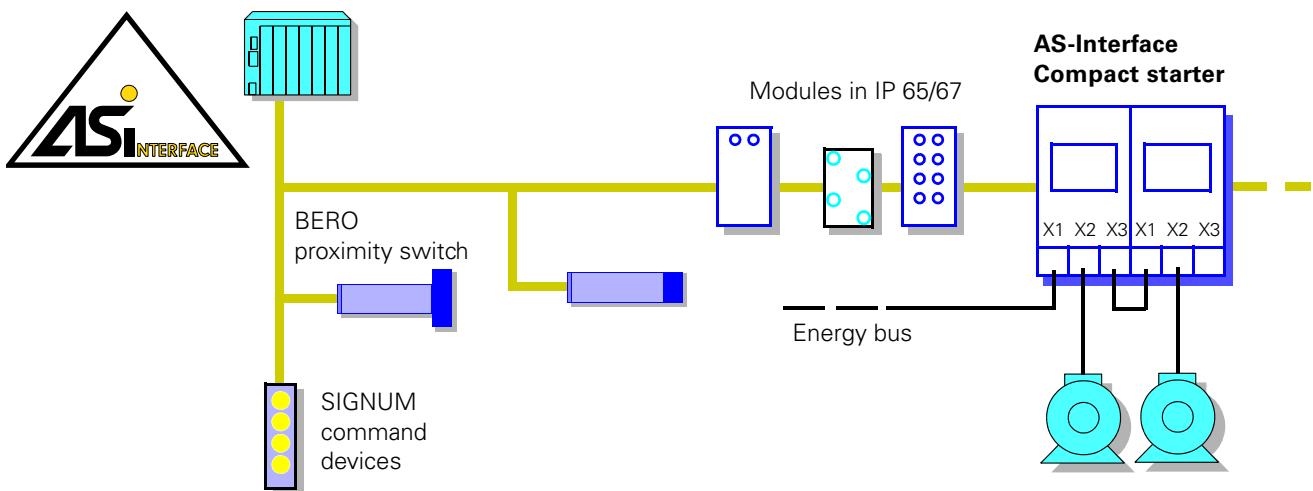 ASi INTERFACE
AS-Interface
Compact starter
Modules in IP 65/67
BERO
proximity switch
X1 X2 X3 X1 X2 X3
Energy bus
SIGNUM
command
devices